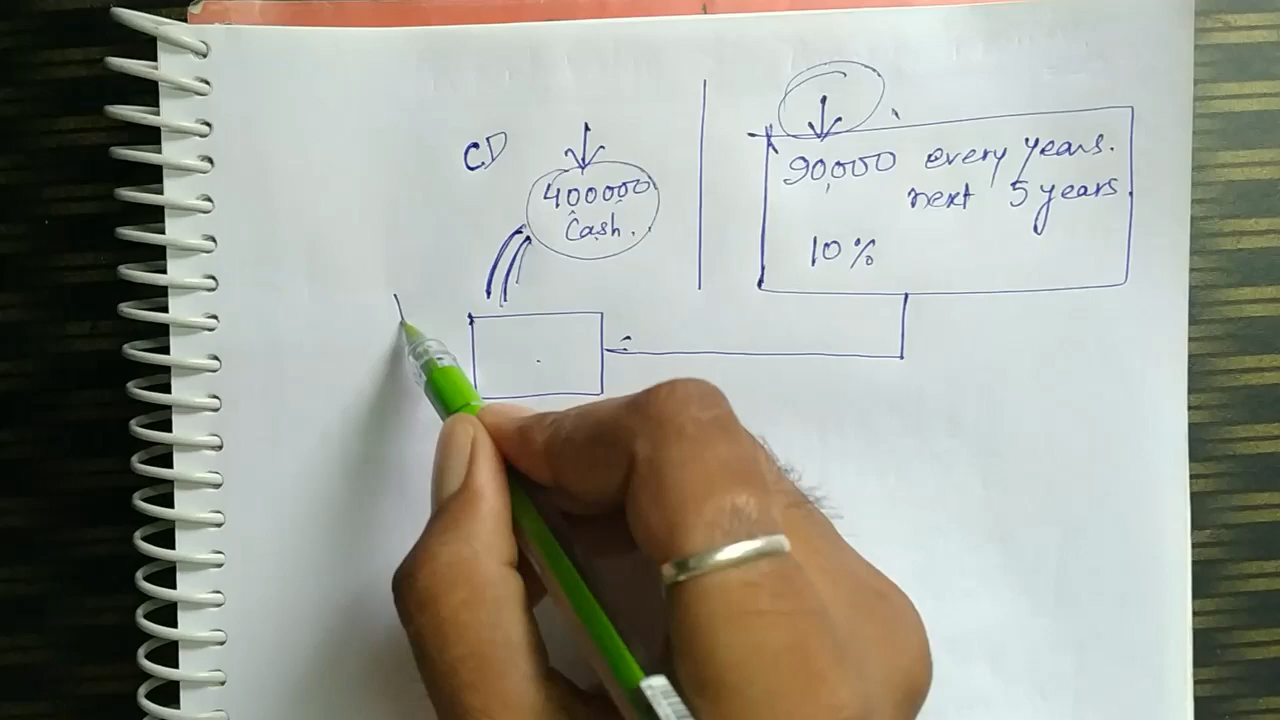 CD
400000
Cash.
90,000 every years.
next 5 years
10%